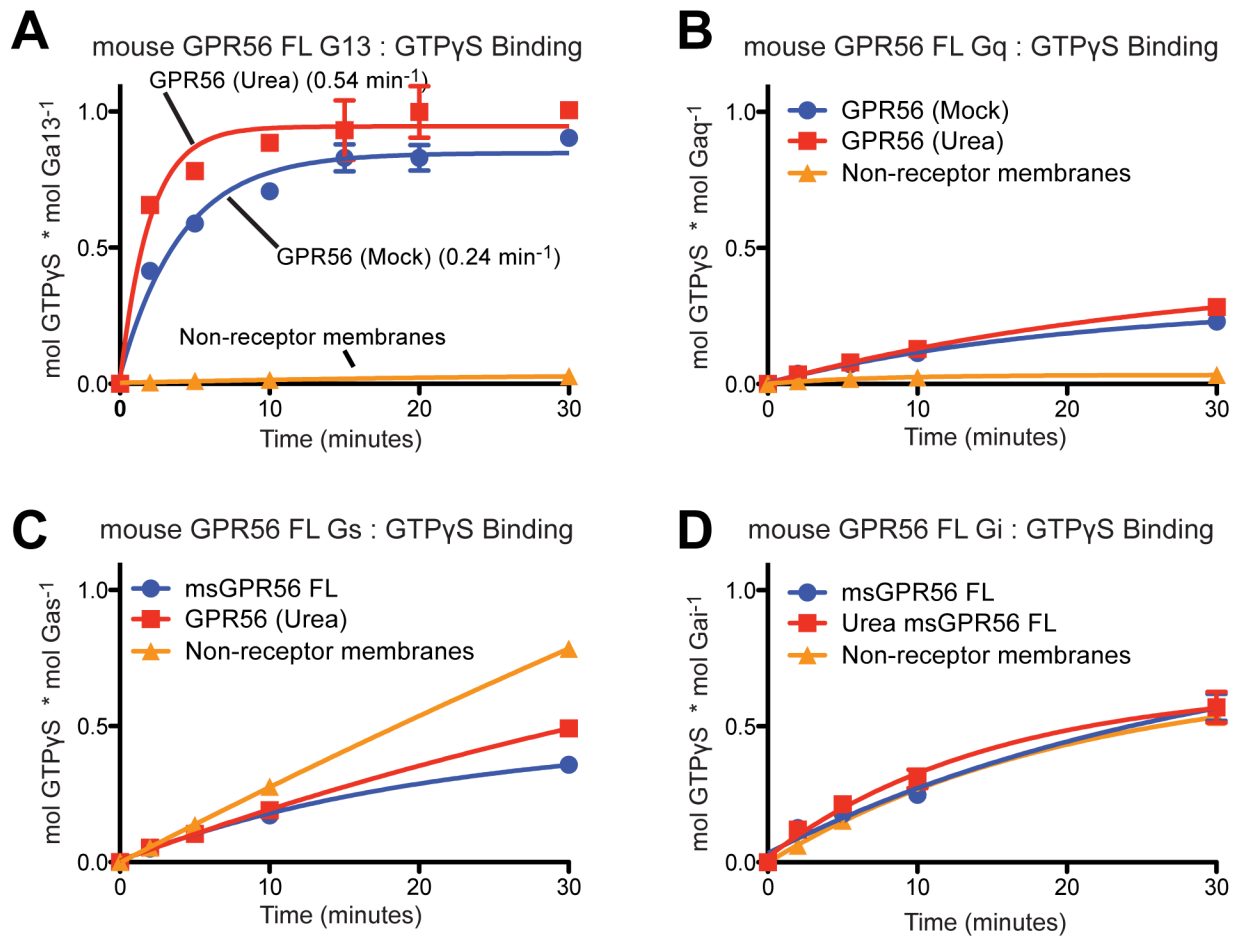 A
mouse GPR56 FL G13 : GTPγS Binding
GPR56 (Urea) (0.54 min-1)
1.0
0.5
0.0
mol GTPγS * mol Ga13-1
GPR56 (Mock) (0.24 min-1)
Non-receptor membranes
0 10 20 30
Time (minutes)
B
mouse GPR56 FL Gq : GTPγS Binding
GPR56 (Mock)
GPR56 (Urea)
Non-receptor membranes
1.0
0.5
0.0
mol GTPγS * mol Gaq-1
0 10 20 30
Time (minutes)
C
mouse GPR56 FL Gs : GTPγS Binding
msGPR56 FL
GPR56 (Urea)
Non-receptor membranes
1.0
0.5
0.0
mol GTPγS * mol Gas-1
0 10 20 30
Time (minutes)
D
mouse GPR56 FL Gi : GTPγS Binding
msGPR56 FL
Urea msGPR56 FL
Non-receptor membranes
1.0
0.5
0.0
mol GTPγS * mol Gai-1
0 10 20 30
Time (minutes)